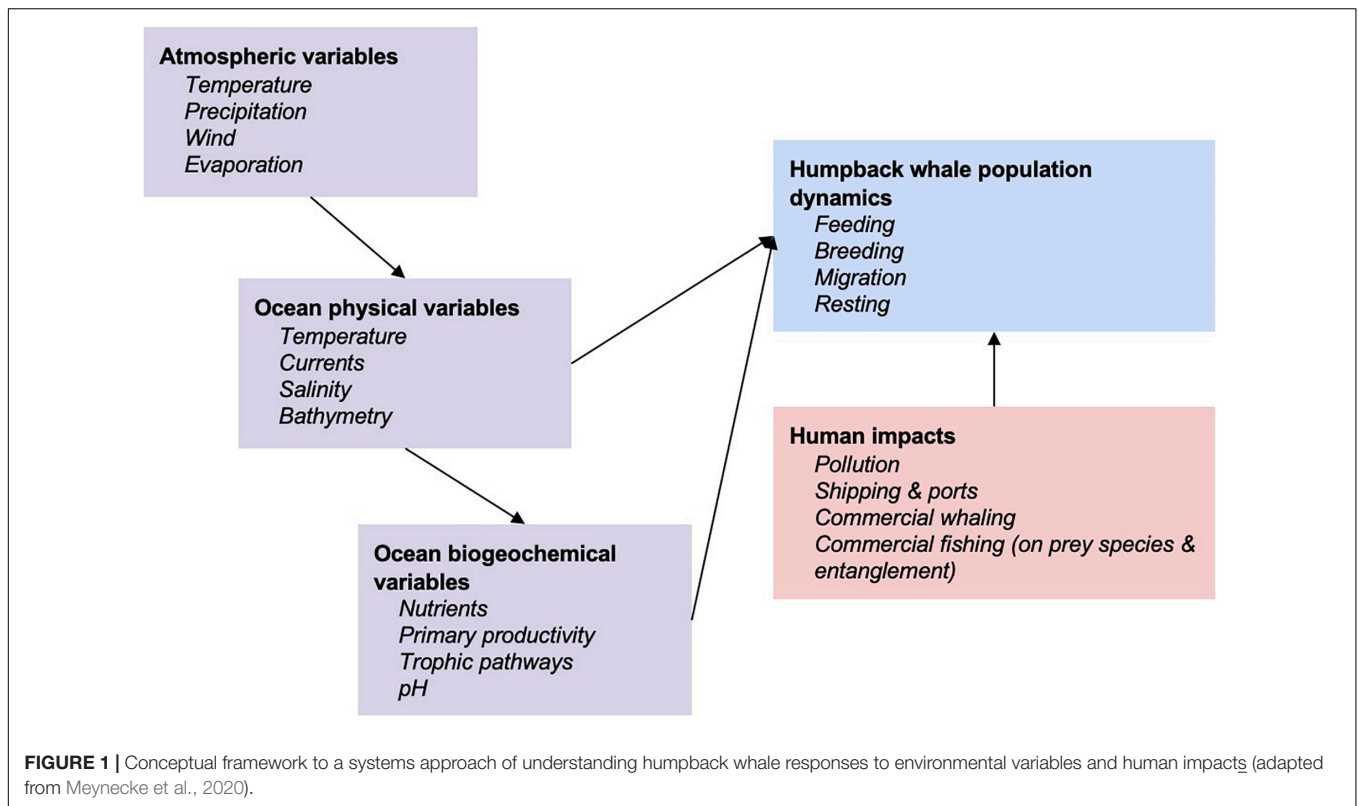 Atmospheric variables
Temperature
Precipitation
Wind
Evaporation
Ocean physical variables
Temperature
Currents
Salinity
Bathymetry
Ocean biogeochemical
variables
Nutrients
Primary productivity
Trophic pathways
pH
Humpback whale population
dynamics
Feeding
Breeding
Migration
Resting
Human impacts
Pollution
Shipping & ports
Commercial whaling
Commercial fishing (on prey species &
entanglement)
FIGURE 1 | Conceptual framework to a systems approach of understanding humpback whale responses to environmental variables and human impacts (adapted
from Meynecke et al., 2020).